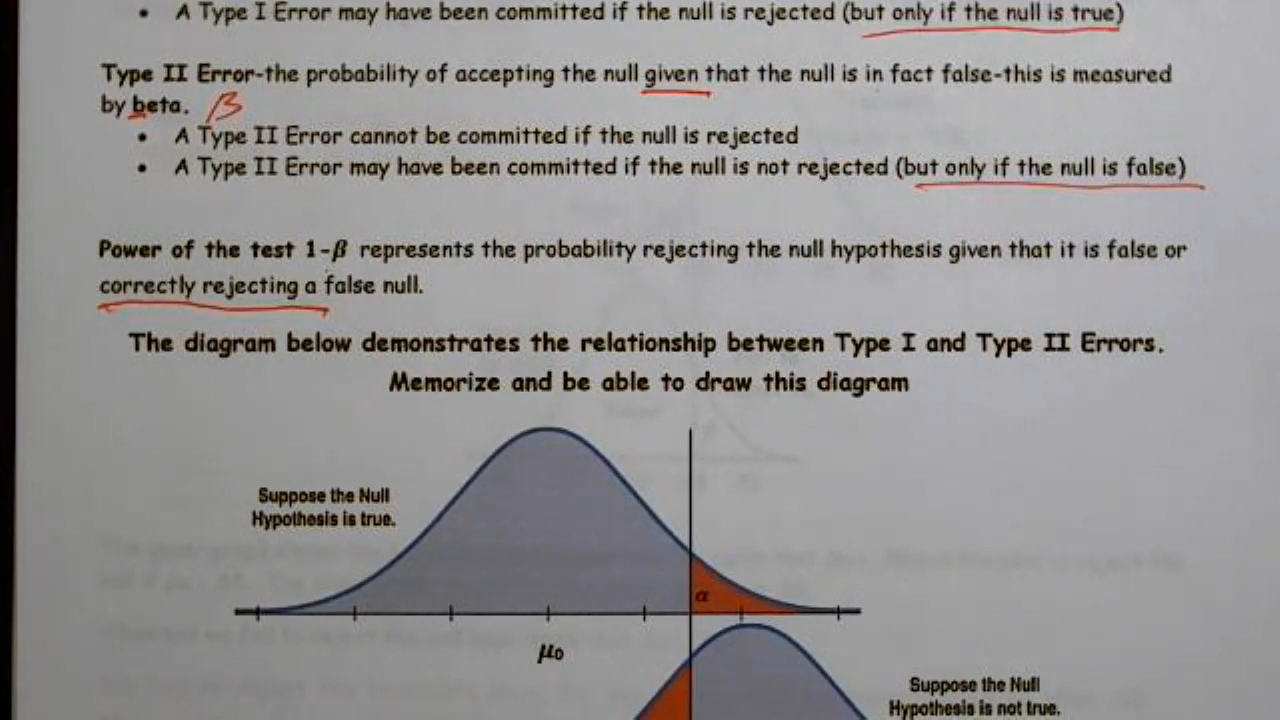 • A Type I Error may have been committed if the null is rejected (but only if the null is true)
Type II Error-the probability of accepting the null given that the null is in fact false-this is measured
by beta. β
• A Type II Error cannot be committed if the null is rejected
• A Type II Error may have been committed if the null is not rejected (but only if the null is false)
Power of the test 1-β represents the probability rejecting the null hypothesis given that it is false or
correctly rejecting a false null.
The diagram below demonstrates the relationship between Type I and Type II Errors.
Memorize and be able to draw this diagram
Suppose the Null
Hypothesis is true.
α
μ0
Suppose the Null
Hypothesis is not true.